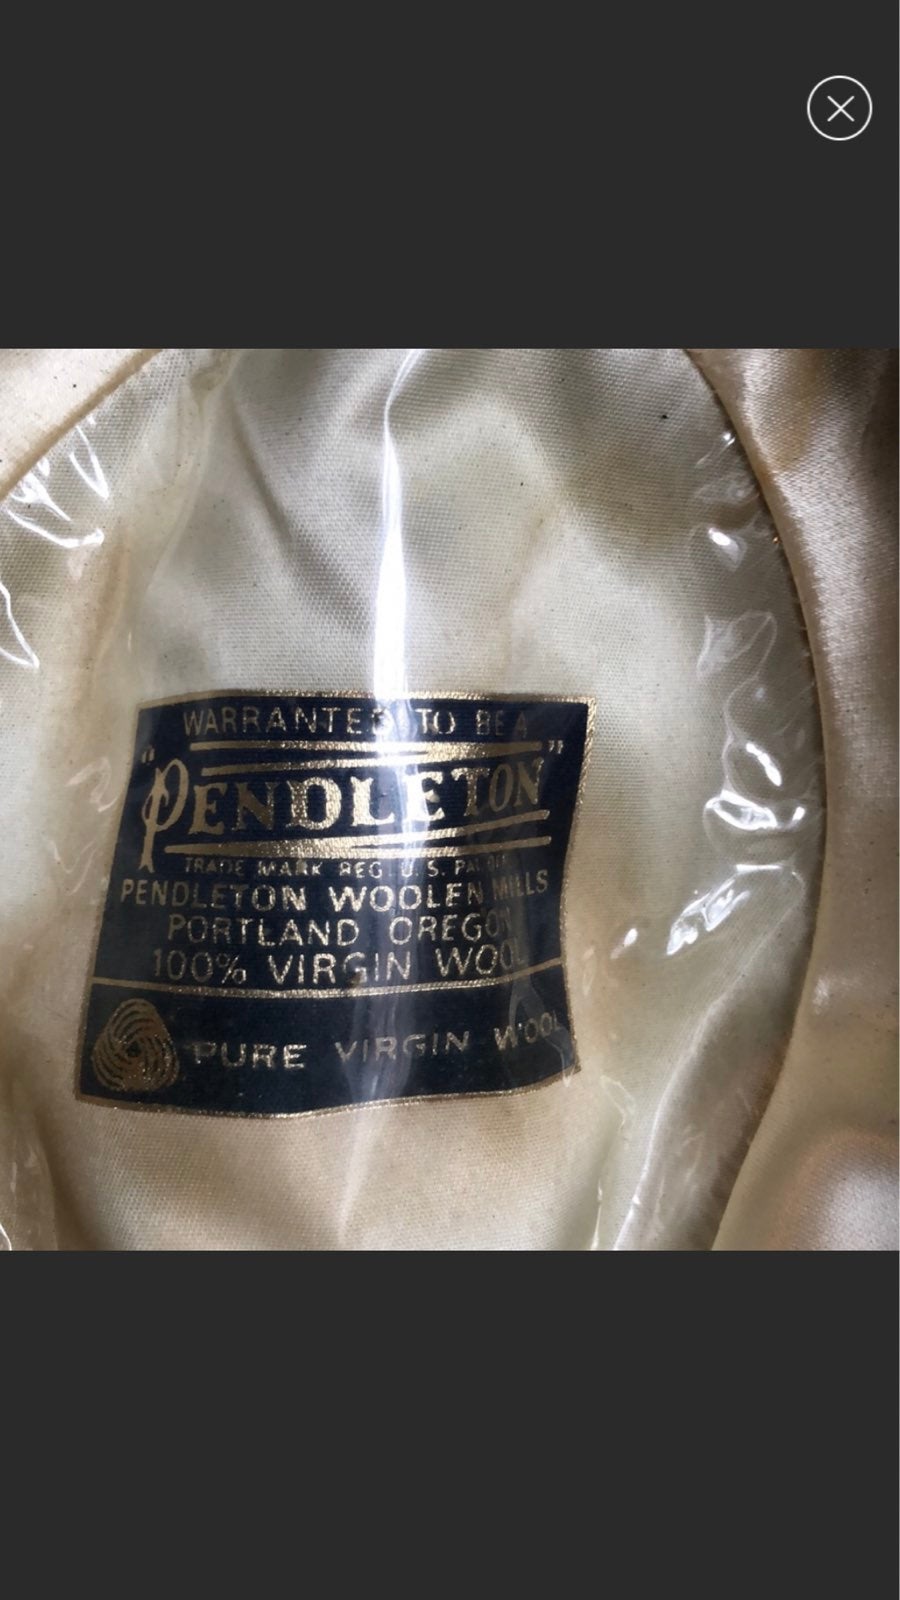 WARRANTED TO BE A
"PENDLETON"
TRADE MARK REG. U. S. PAT. OFF.
PENDLETON WOOLEN MILLS
PORTLAND OREGON
100% VIRGIN WOOL
PURE VIRGIN WOOL